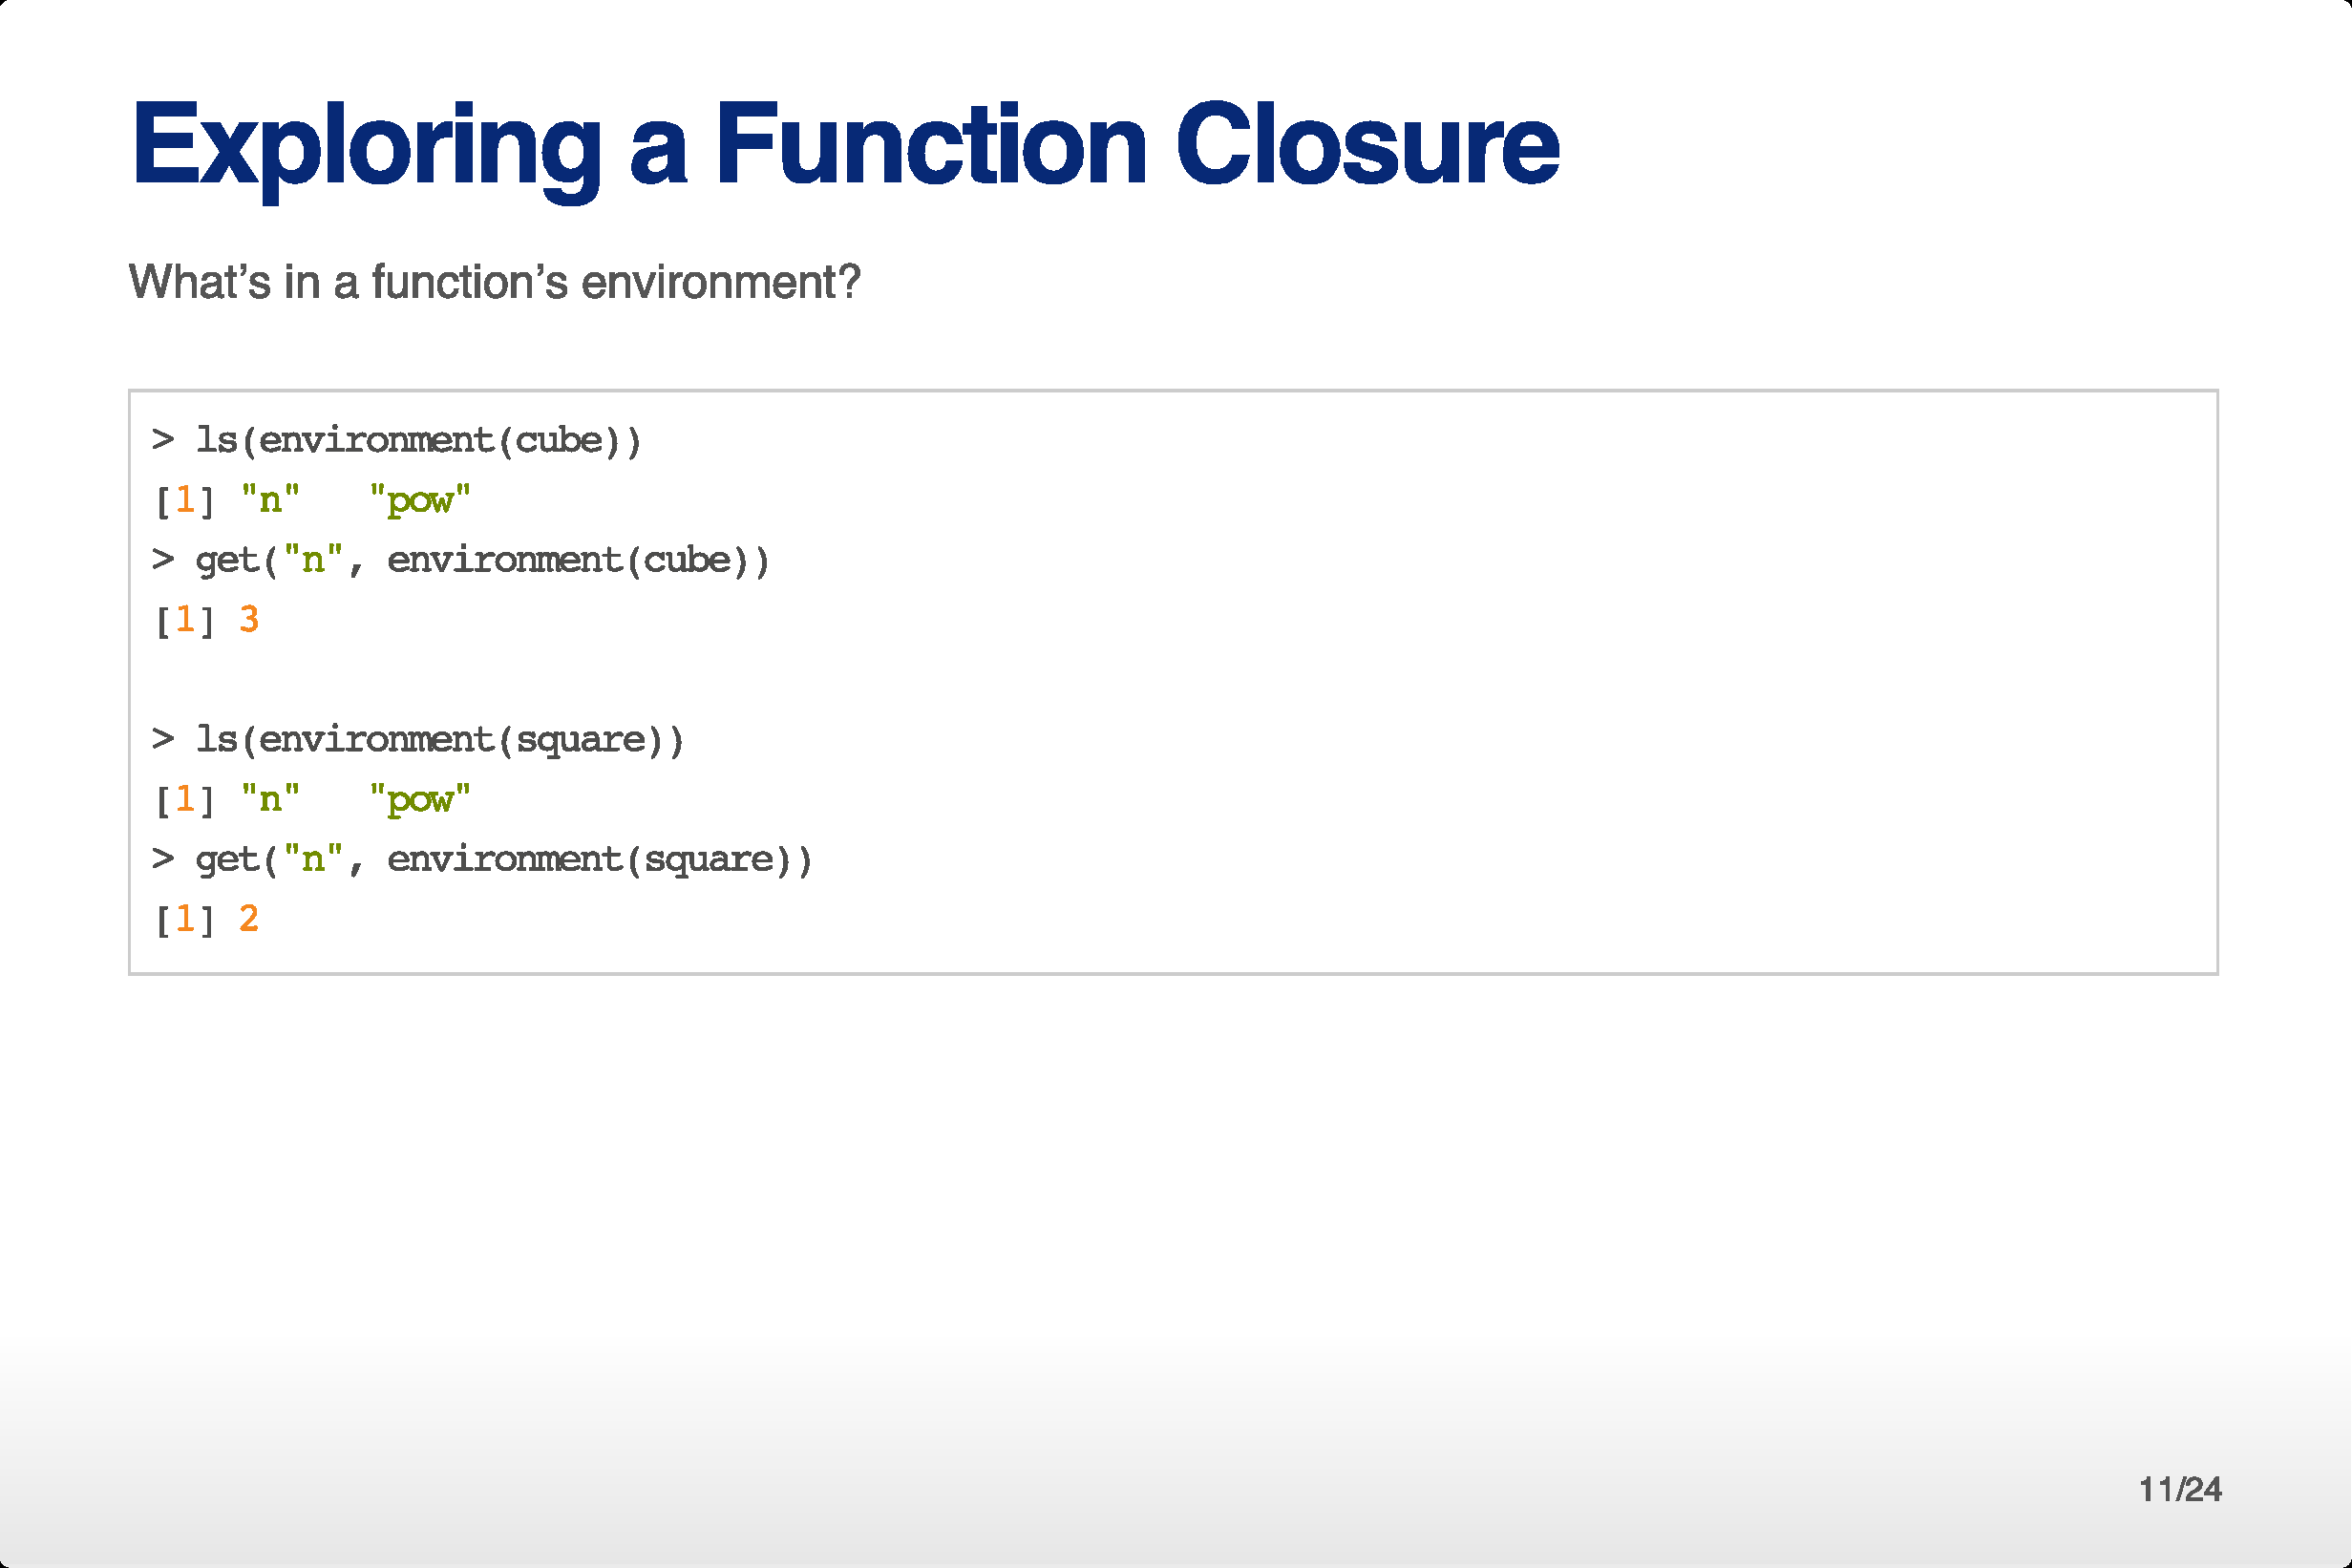 Exploring a Function Closure
What’s in a function’s environment?
> ls(environment(cube))
[1] "n"   "pow"
> get("n", environment(cube))
[1] 3
> ls(environment(square))
[1] "n"   "pow"
> get("n", environment(square))
[1] 2
11/24